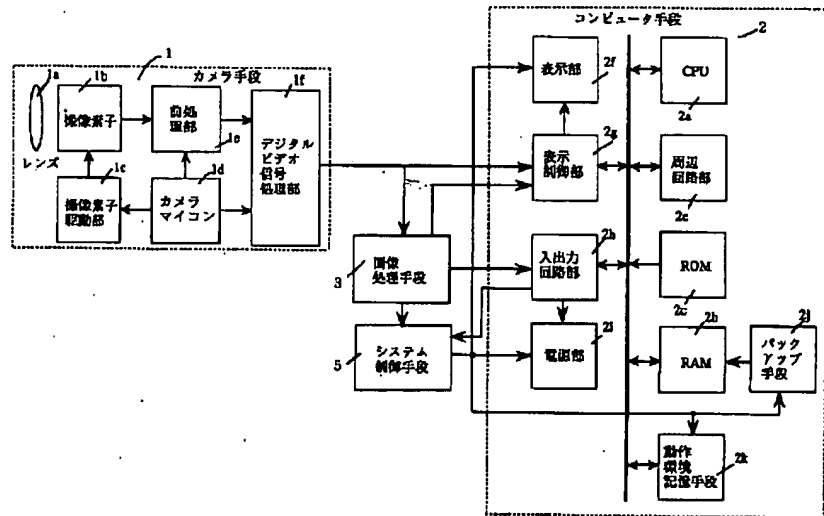 コンピュータ手段
2
1
カメラ手段
1a
1b
1f
撮像素子
前処
理部
1e
レンズ
1c
1d
撮像素子
駆動部
カメラ
マイコン
デジタル
ビデオ
信号
処理部
表示部
2f
CPU
2a
2g
表示
制御部
周辺
回路部
2e
2h
入出力
回路部
ROM
2c
3
画像
処理手段
5
システム
制御手段
2i
電源部
2b
RAM
2j
バック
アップ
手段
動作
環境
記憶手段
2k